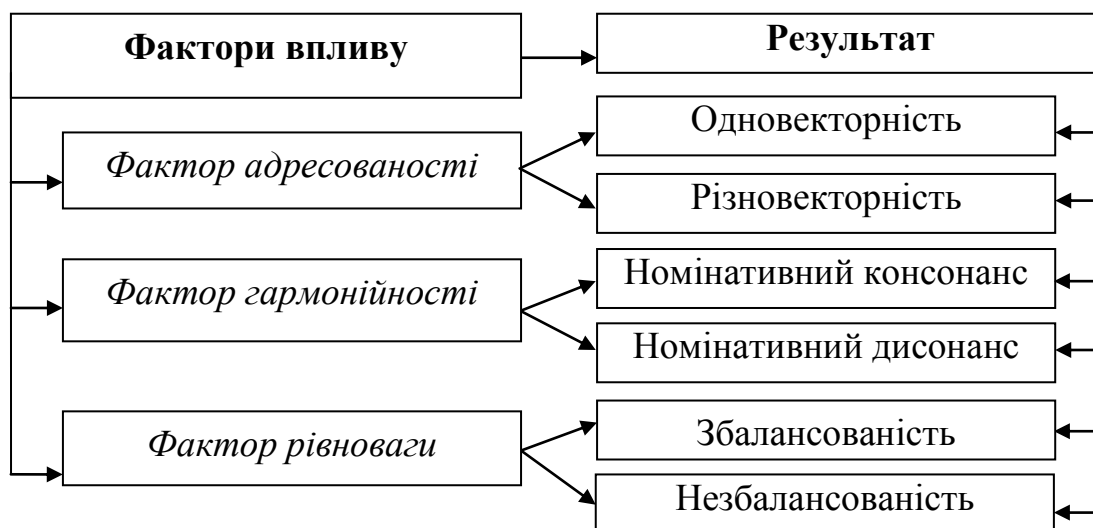 Фактори впливу
Результат
Фактор адресованості
Одновекторність
Різновекторність
Фактор гармонійності
Номінативний консонанс
Номінативний дисонанс
Фактор рівноваги
Збалансованість
Незбалансованість